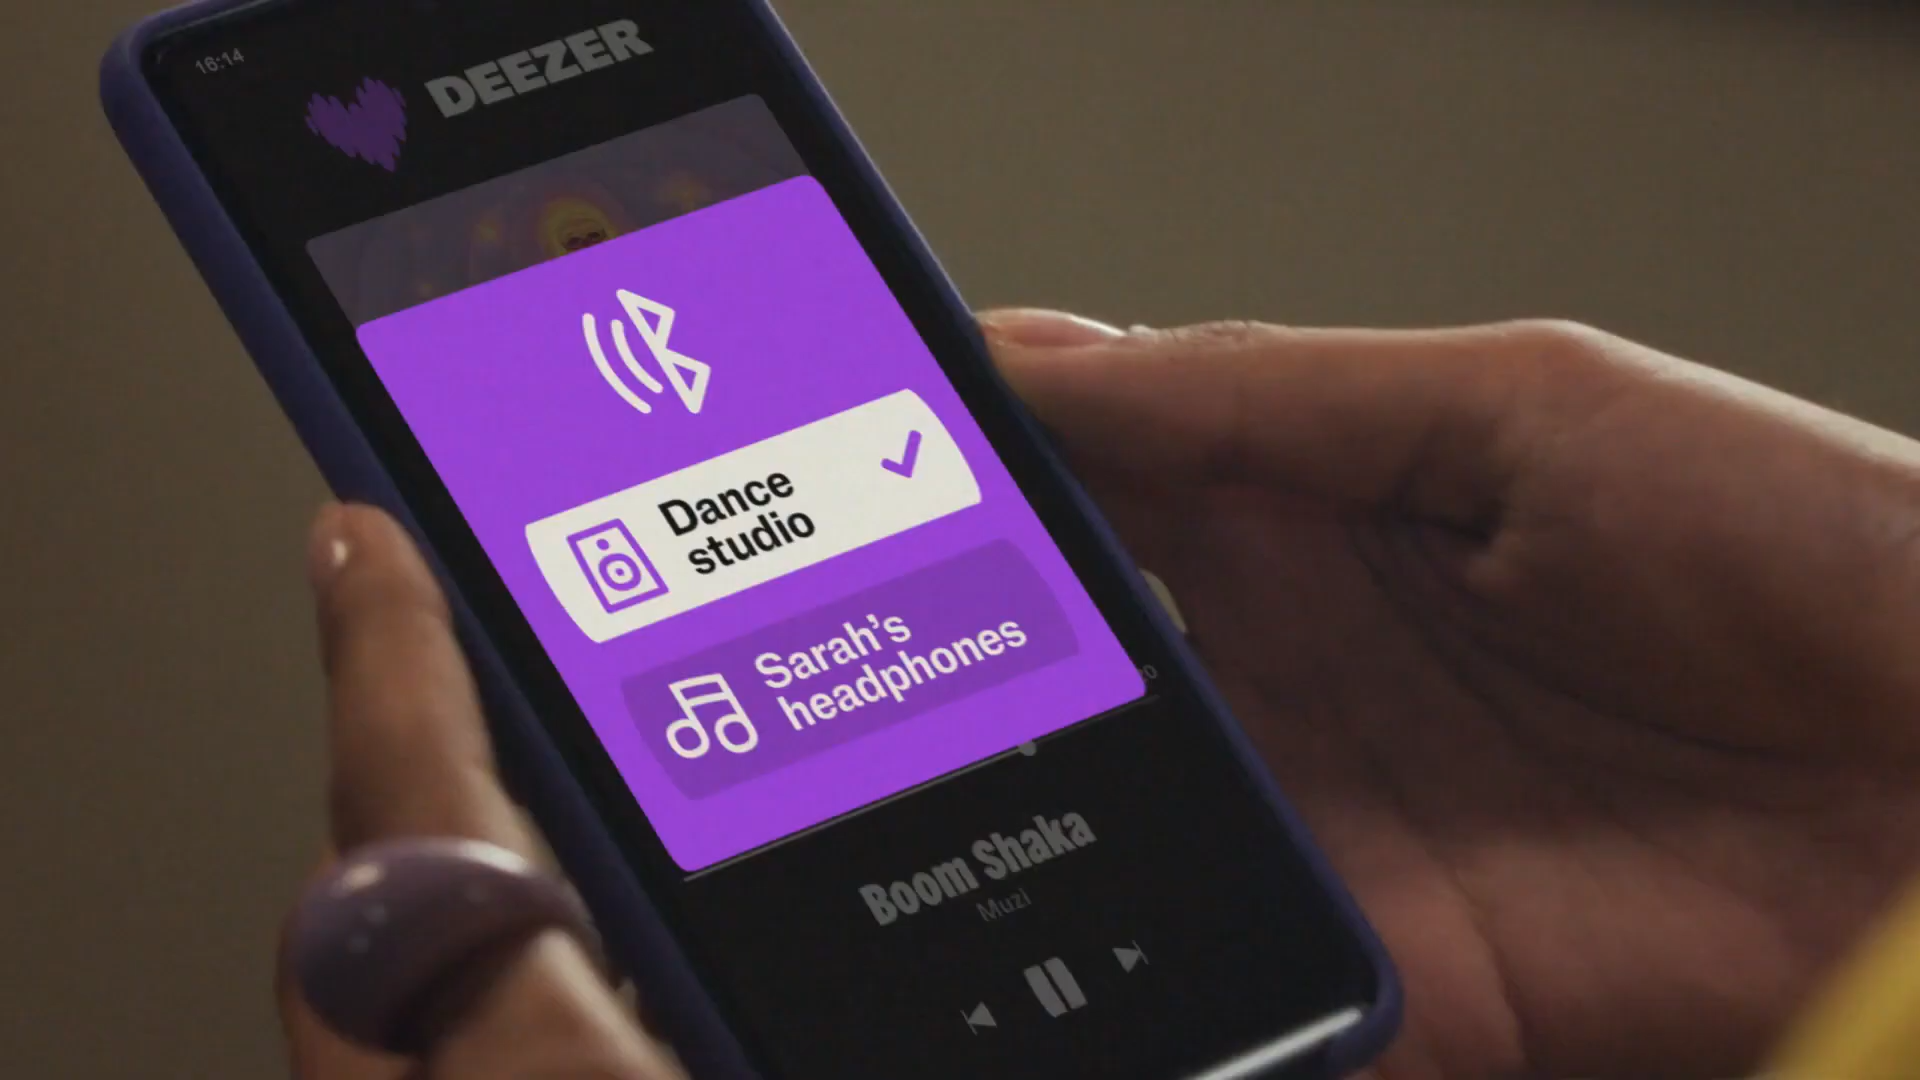 16:14
DEEZER
Dance
studio
Sarah's
headphones
Boom Shaka
Muzi